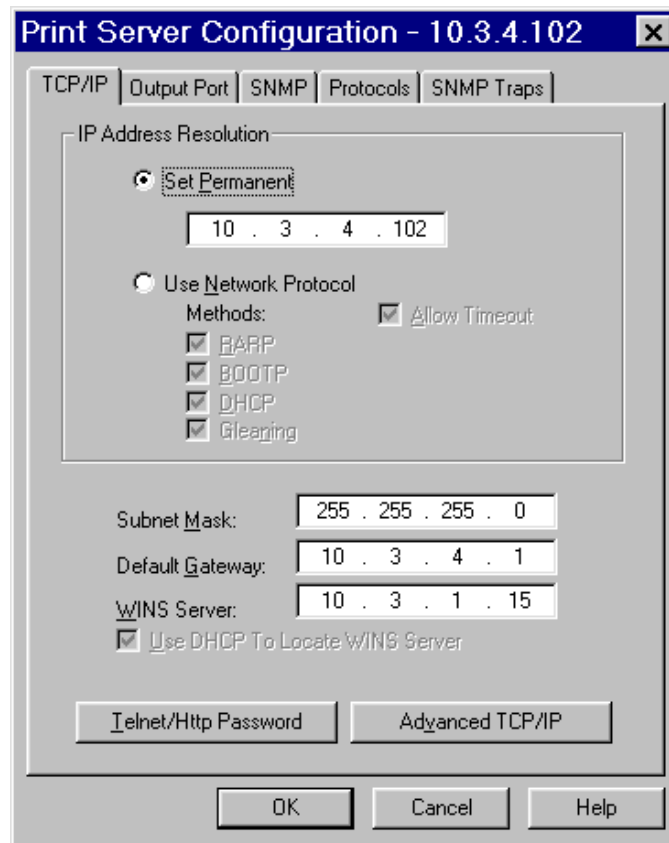 Print Server Configuration - 10.3.4.102
TCP/IP Output Port SNMP Protocols SNMP Traps
IP Address Resolution
Set Permanent
10 . 3 . 4 . 102
Use Network Protocol
Methods: Allow Timeout
RARP
BOOTP
DHCP
Gleaning
Subnet Mask: 255 . 255 . 255 . 0
Default Gateway: 10 . 3 . 4 . 1
WINS Server: 10 . 3 . 1 . 15
Use DHCP To Locate WINS Server
Telnet/Http Password Advanced TCP/IP
OK Cancel Help